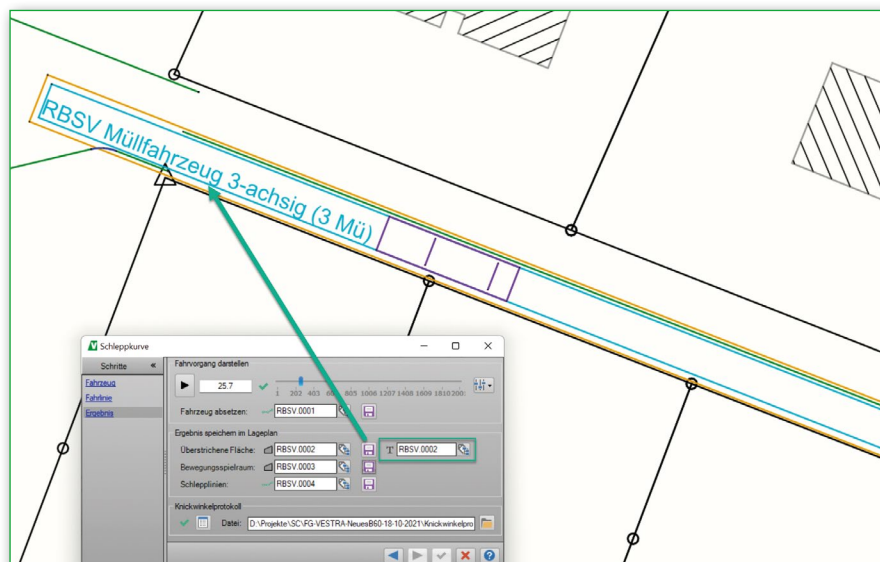 RBSV Müllfahrzeug 3-achsig (3 Mü)
Schleppkurve
Schritte «
Fahrzeug
Fahrlinie
Ergebnis
Fahrvorgang darstellen
25.7
1 202 403 805 1006 1207 1408 1609 1810
Fahrzeug absetzen: RBSV.0001
Ergebnis speichern im Lageplan
Überstrichene Fläche: RBSV.0002 T RBSV.0002
Bewegungsspielraum: RBSV.0003
Schlepplinien: RBSV.0004
Knickwinkelprotokoll
Datei: D:\Projekte\SC\FG-VESTRA-NeuesB60-18-10-2021\Knickwinkelpro